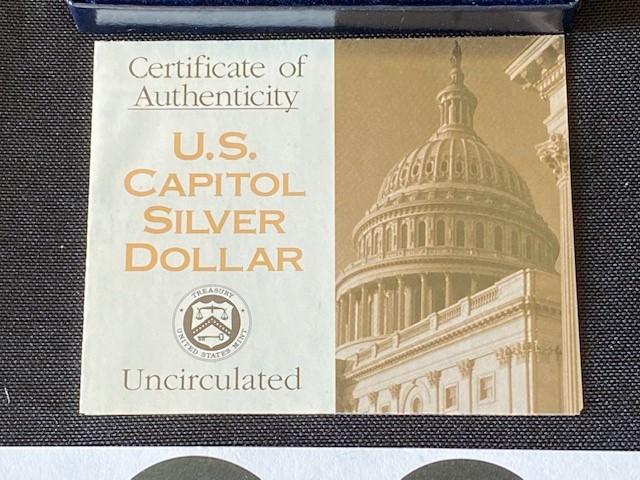 Certificate of
Authenticity
U.S.
CAPITOL
SILVER
DOLLAR
TREASURY
UNITED STATES MINT
Uncirculated